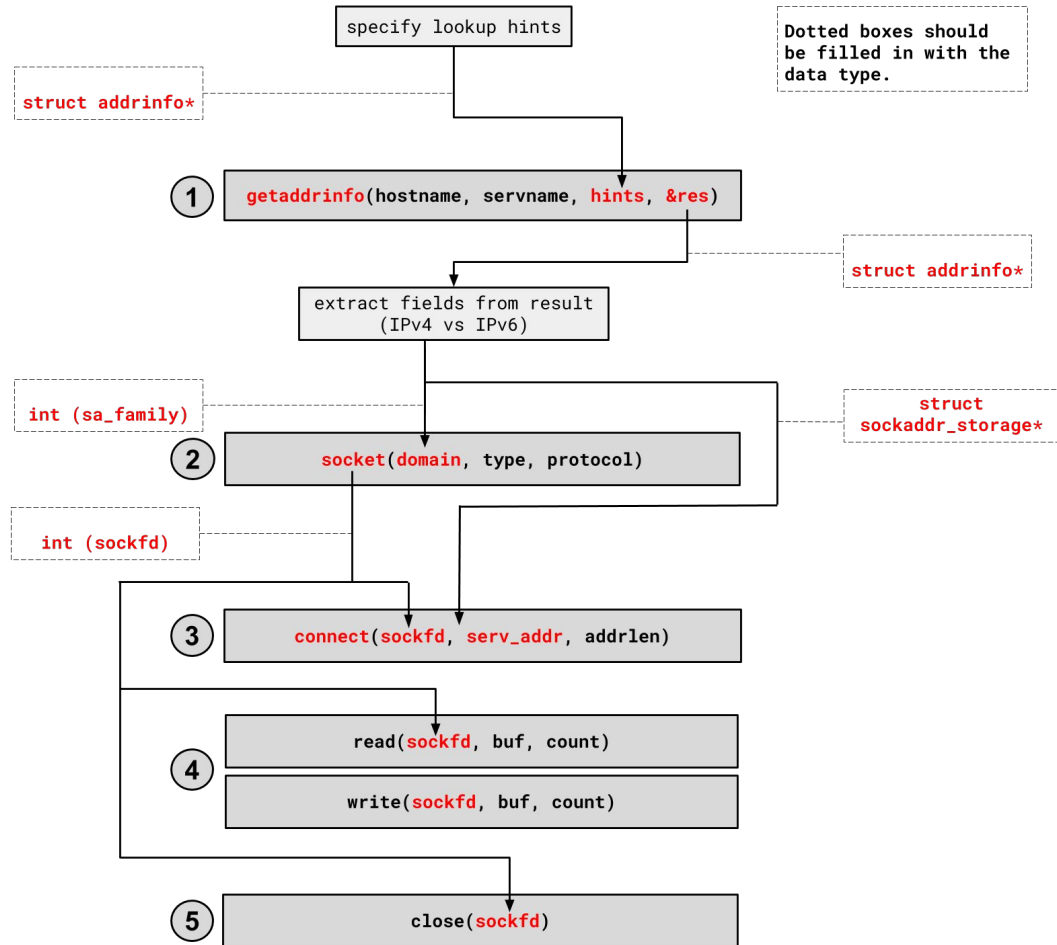 specify lookup hints
Dotted boxes should
be filled in with the
data type.
struct addrinfo*
1
getaddrinfo(hostname, servname, hints, &res)
struct addrinfo*
extract fields from result
(IPv4 vs IPv6)
int (sa_family)
struct
sockaddr_storage*
2
socket(domain, type, protocol)
int (sockfd)
3
connect(sockfd, serv_addr, addrlen)
4
read(sockfd, buf, count)
write(sockfd, buf, count)
5
close(sockfd)